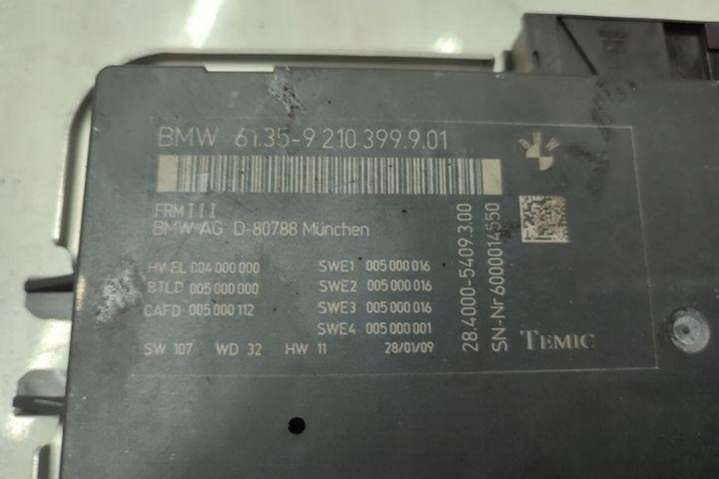 BMW 61.35-9 210 399.9.01
FRM III
BMW AG D-80788 München
HWEL 004 000 000
BTLD 005 000 000
CAFD 005 000 112
SWE1 005 000 016
SWE2 005 000 016
SWE3 005 000 016
SWE4 005 000 001
SW 107 WD 32 HW 11 28/01/09
28.4000-5409.3.00
SN-Nr6000014550
TEMIC